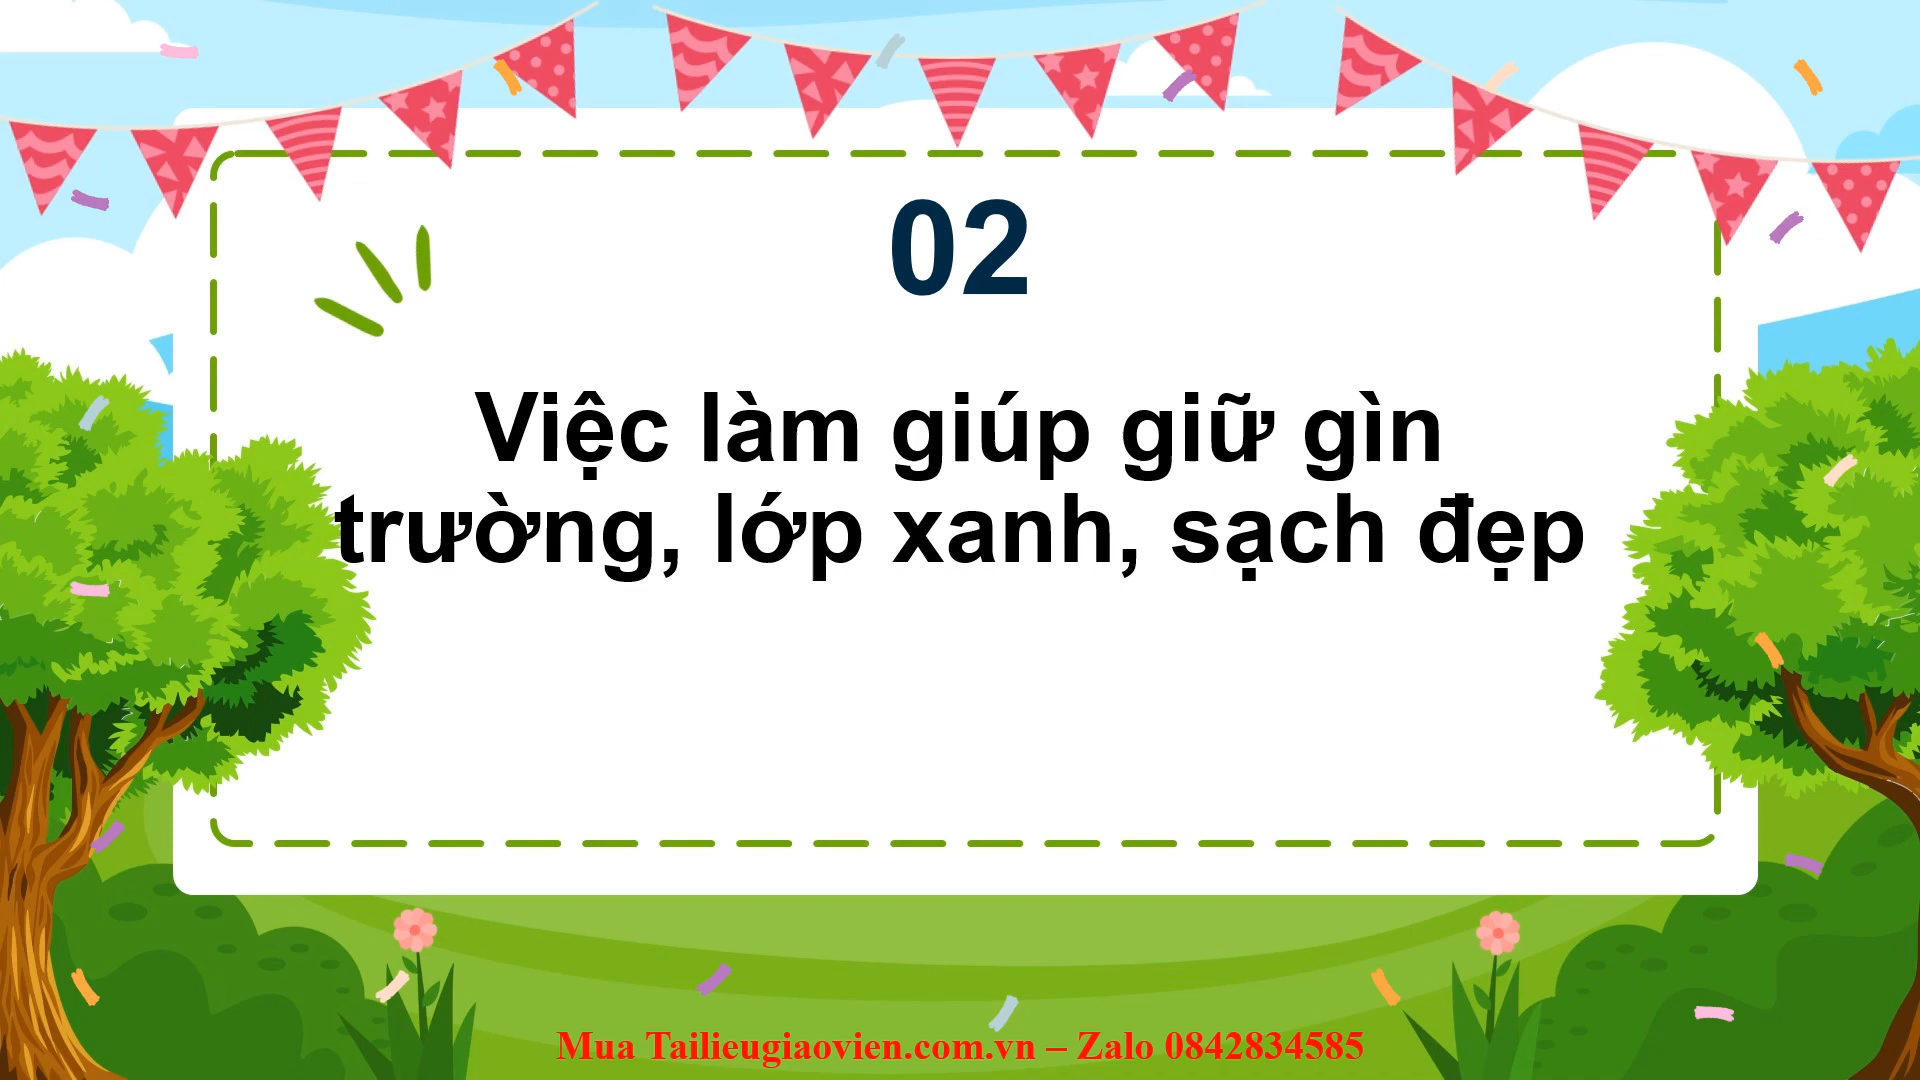 02
Việc làm giúp giữ gìn
trường, lớp xanh, sạch đẹp
Mua Tailieugiaovien.com.vn – Zalo 0842834585